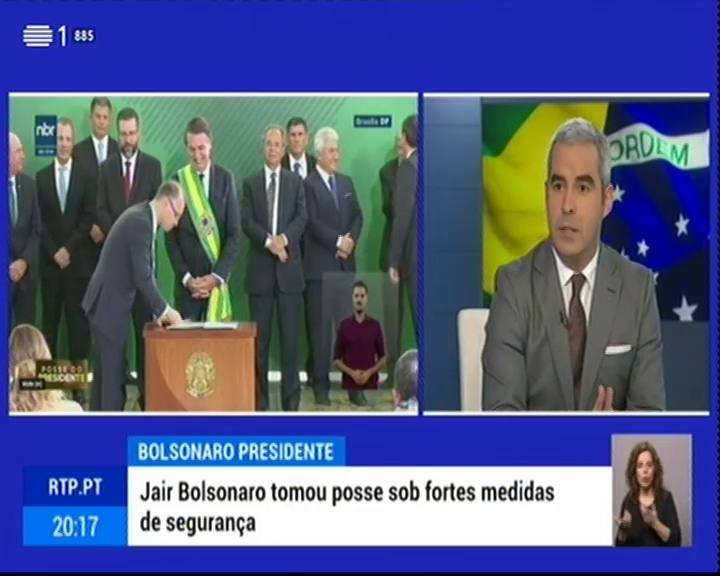 1 885
nbr
Brasília DF
ORDEM
POSSE DO
PRESIDENTE
BOLSONARO PRESIDENTE
RTP.PT
Jair Bolsonaro tomou posse sob fortes medidas
20:17
de segurança